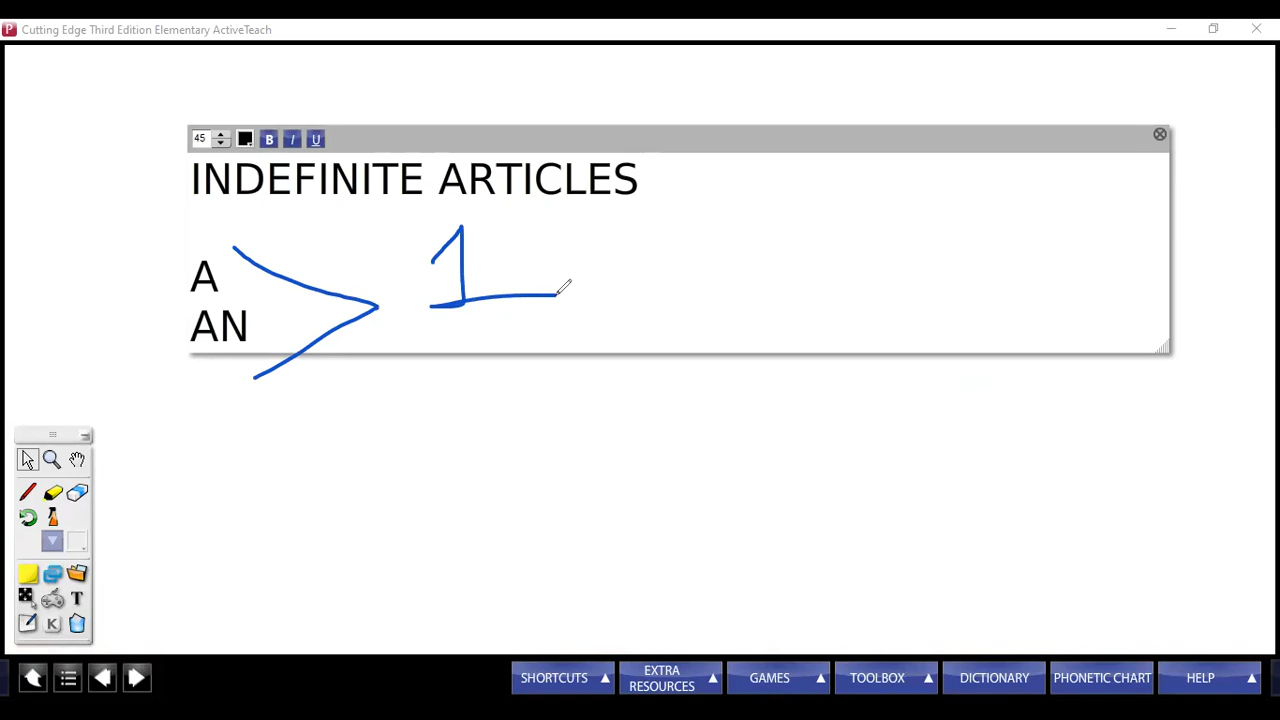 Cutting Edge Third Edition Elementary ActiveTeach
45 B I U
INDEFINITE ARTICLES
A
AN
1
T
K
SHORTCUTS
EXTRA
RESOURCES
GAMES
TOOLBOX
DICTIONARY
PHONETIC CHART
HELP